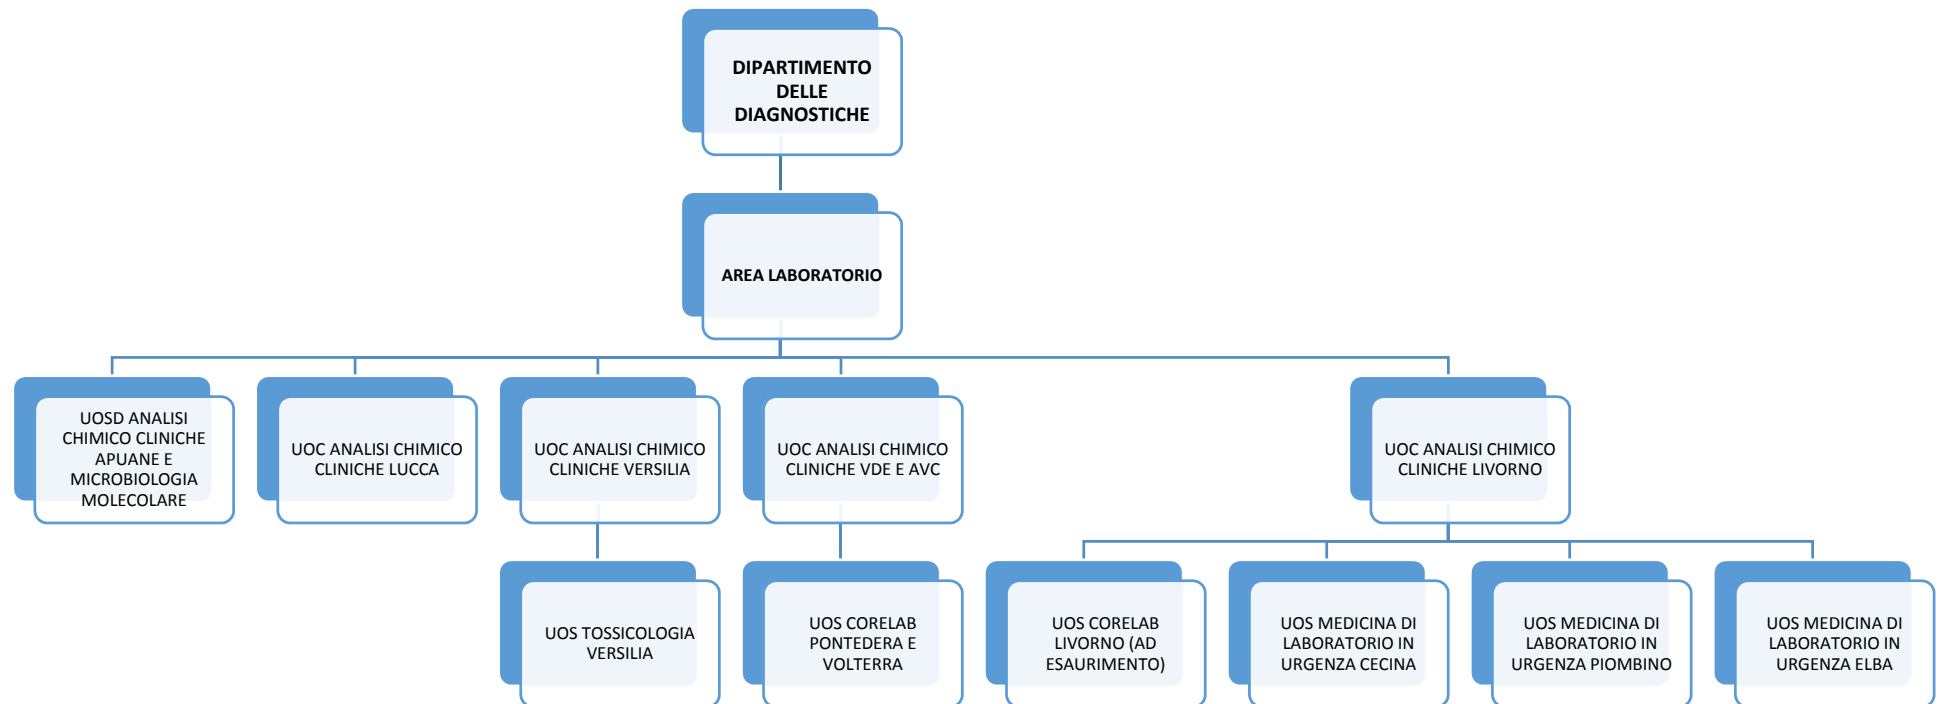 DIPARTIMENTO
DELLE
DIAGNOSTICHE
AREA LABORATORIO
UOSD ANALISI
CHIMICO CLINICHE
APUANE E
MICROBIOLOGIA
MOLECOLARE
UOC ANALISI CHIMICO
CLINICHE LUCCA
UOC ANALISI CHIMICO
CLINICHE VERSILIA
UOC ANALISI CHIMICO
CLINICHE VDE E AVC
UOC ANALISI CHIMICO
CLINICHE LIVORNO
UOS TOSSICOLOGIA
VERSILIA
UOS CORELAB
PONTEDERA E
VOLTERRA
UOS CORELAB
LIVORNO (AD
ESAURIMENTO)
UOS MEDICINA DI
LABORATORIO IN
URGENZA CECINA
UOS MEDICINA DI
LABORATORIO IN
URGENZA PIOMBINO
UOS MEDICINA DI
LABORATORIO IN
URGENZA ELBA